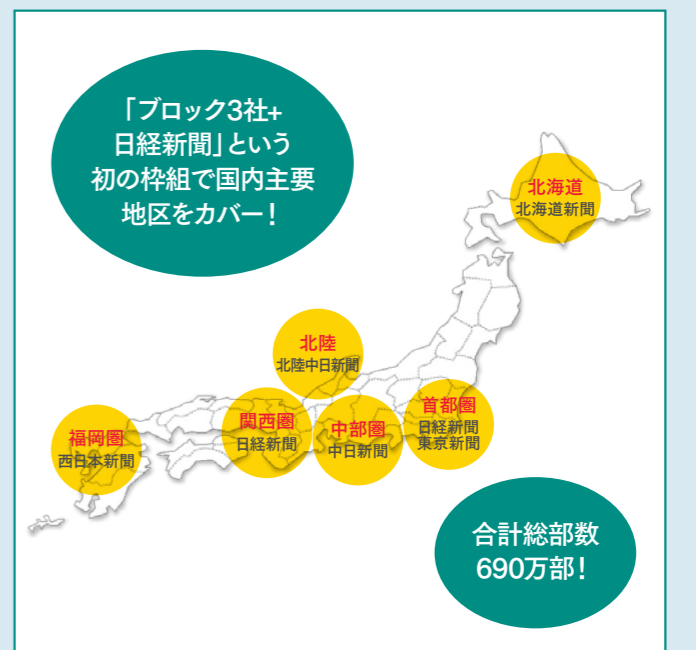 「ブロック3社+
日経新聞」という
初の枠組で国内主要
地区をカバー！
北海道
北海道新聞
北陸
北陸中日新聞
首都圏
日経新聞
東京新聞
関西圏
日経新聞
中部圏
中日新聞
福岡圏
西日本新聞
合計総部数
690万部！